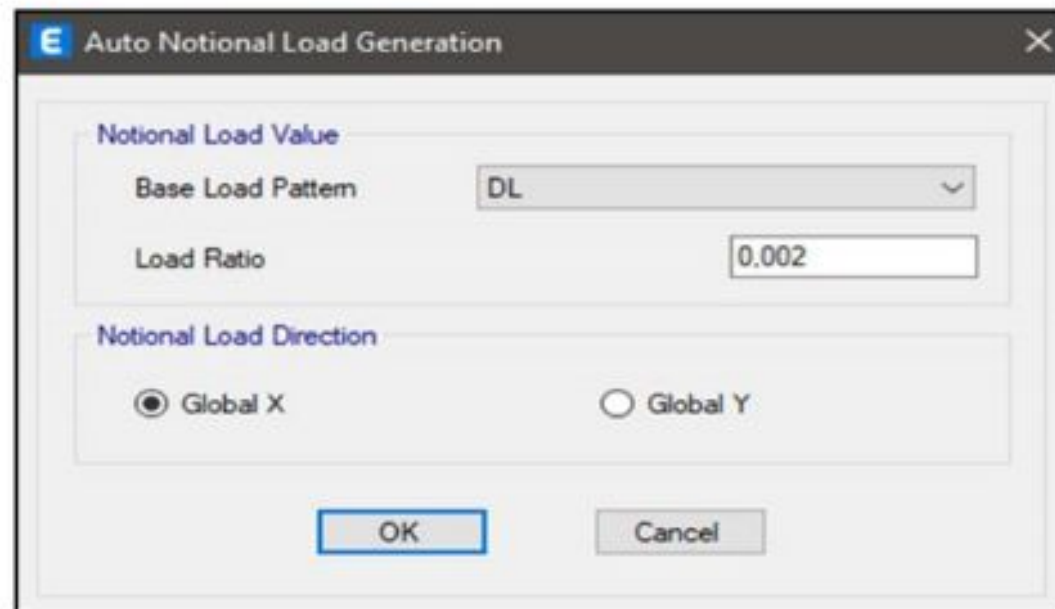 E Auto Notional Load Generation
Notional Load Value
Base Load Pattern DL
Load Ratio 0.002
Notional Load Direction
Global X Global Y
OK Cancel